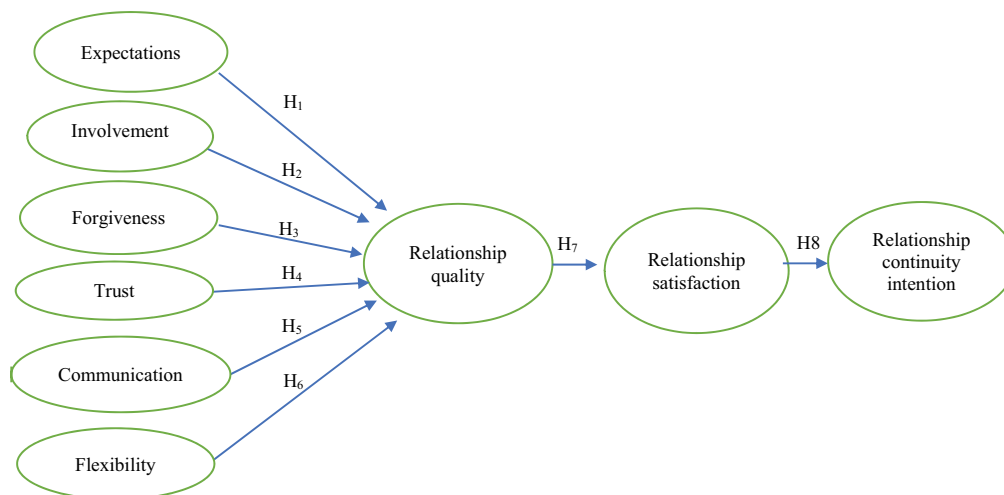 Expectations
H₁
Involvement
H₂
Forgiveness
H₃
Trust
H₄
Communication
H₅
Flexibility
H₆
Relationship
quality
H₇
Relationship
satisfaction
H8
Relationship
continuity
intention